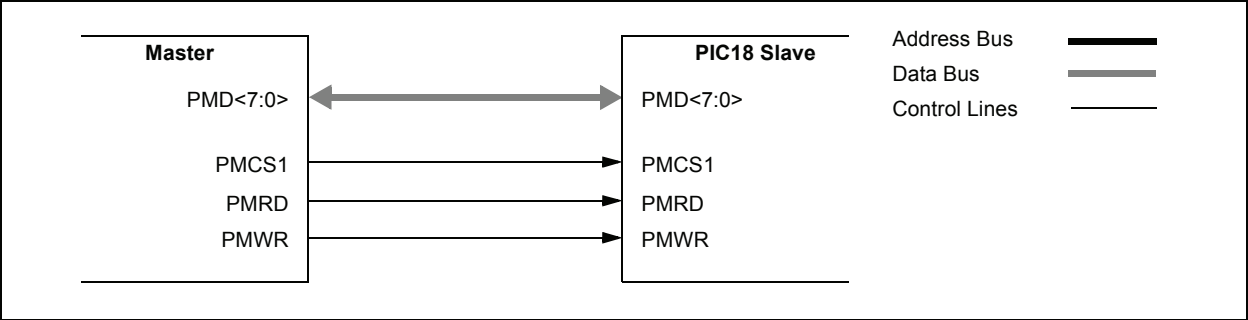 Master
PIC18 Slave
Address Bus
Data Bus
Control Lines
PMD<7:0>
PMD<7:0>
PMCS1
PMCS1
PMRD
PMRD
PMWR
PMWR